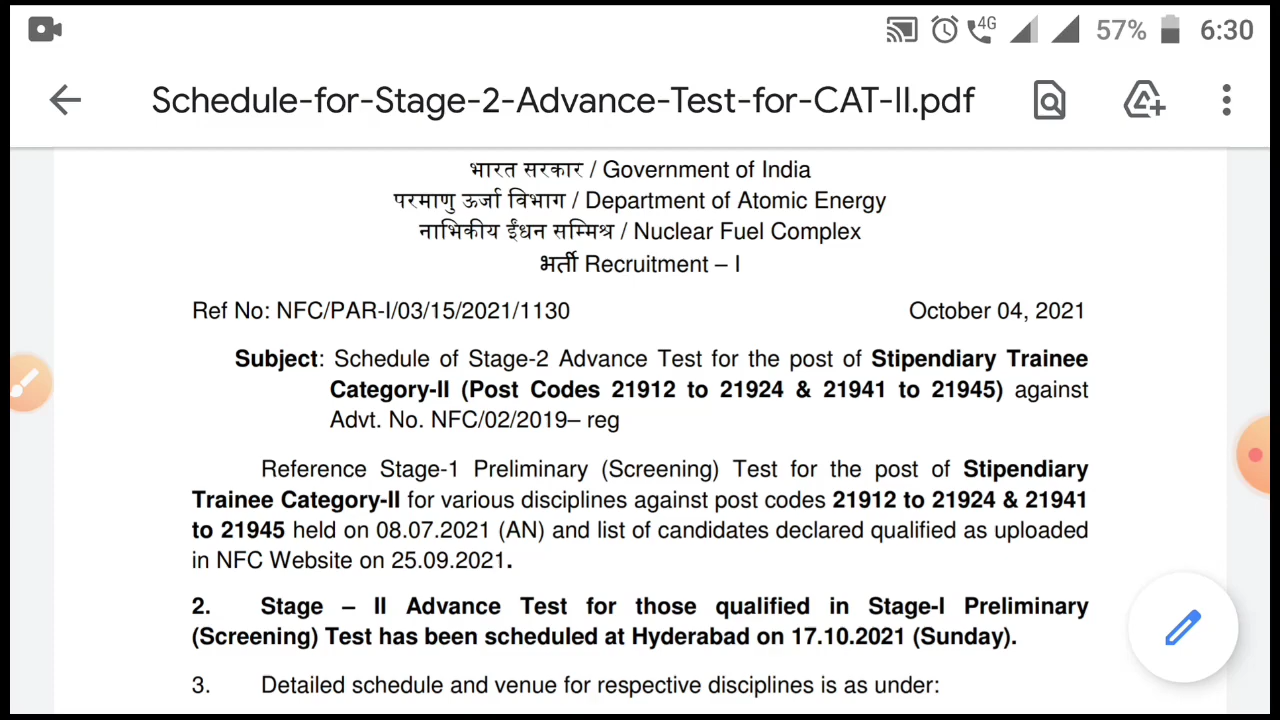 4G 57% 6:30
Schedule-for-Stage-2-Advance-Test-for-CAT-II.pdf
भारत सरकार / Government of India
परमाणु ऊर्जा विभाग / Department of Atomic Energy
नाभिकीय ईंधन सम्मिश्र / Nuclear Fuel Complex
भर्ती Recruitment – I
Ref No: NFC/PAR-I/03/15/2021/1130 October 04, 2021
Subject: Schedule of Stage-2 Advance Test for the post of Stipendiary Trainee
Category-II (Post Codes 21912 to 21924 & 21941 to 21945) against
Advt. No. NFC/02/2019– reg
Reference Stage-1 Preliminary (Screening) Test for the post of Stipendiary
Trainee Category-II for various disciplines against post codes 21912 to 21924 & 21941
to 21945 held on 08.07.2021 (AN) and list of candidates declared qualified as uploaded
in NFC Website on 25.09.2021.
2. Stage – II Advance Test for those qualified in Stage-I Preliminary
(Screening) Test has been scheduled at Hyderabad on 17.10.2021 (Sunday).
3. Detailed schedule and venue for respective disciplines is as under: